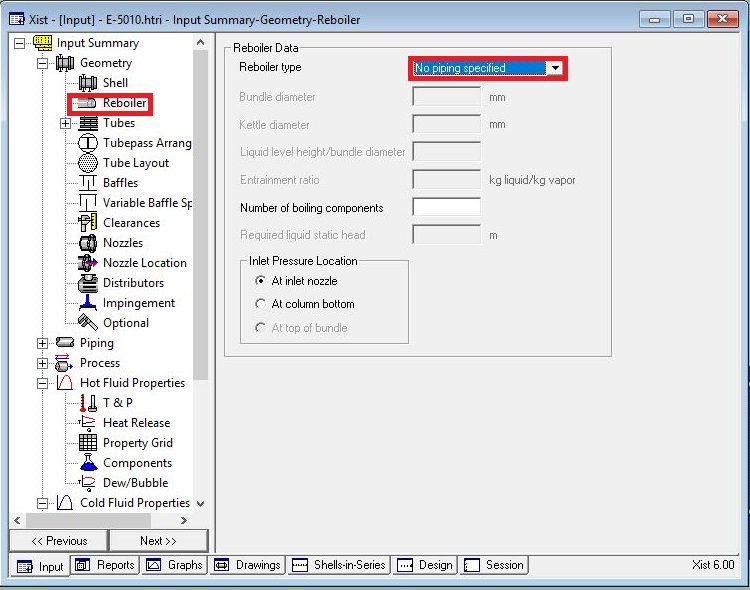 Xist - [Input] - E-5010.htri - Input Summary-Geometry-Reboiler
Input Summary
Geometry
Shell
Reboiler
Tubes
Tubepass Arrang
Tube Layout
Baffles
Variable Baffle Sp
Clearances
Nozzles
Nozzle Location
Distributors
Impingement
Optional
Piping
Process
Hot Fluid Properties
T & P
Heat Release
Property Grid
Components
Dew/Bubble
Cold Fluid Properties
<< Previous
Next >>
Reboiler Data
Reboiler type No piping specified
Bundle diameter mm
Kettle diameter mm
Liquid level height/bundle diameter
Entrainment ratio kg liquid/kg vapor
Number of boiling components
Required liquid static head m
Inlet Pressure Location
At inlet nozzle
At column bottom
At top of bundle
Input Reports Graphs Drawings Shells-in-Series Design Session
Xist 6.00